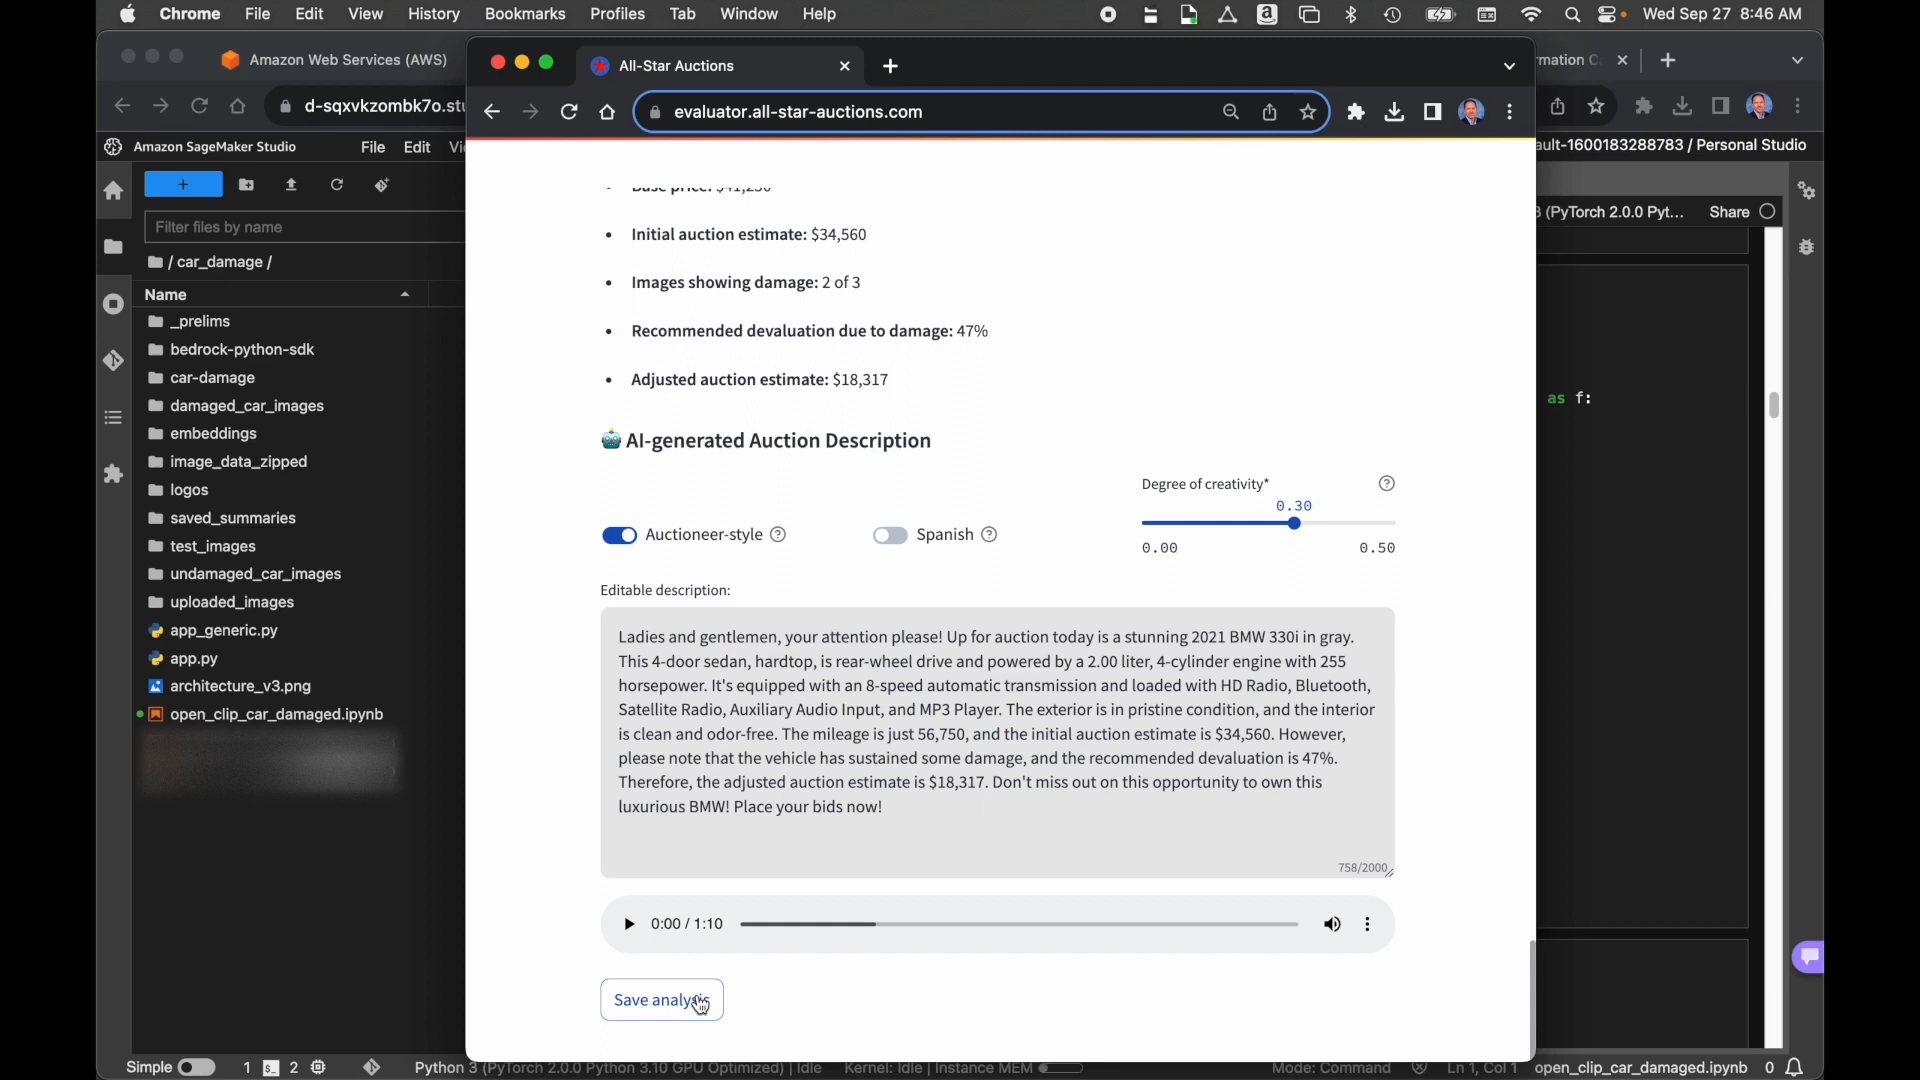 Chrome File Edit View History Bookmarks Profiles Tab Window Help Wed Sep 27 8:46 AM
Amazon Web Services (AWS)
All-Star Auctions
mation C
d-sqxvkzombk7o.stu
evaluator.all-star-auctions.com
Amazon SageMaker Studio File Edit Vi
ault-1600183288783 / Personal Studio
3 (PyTorch 2.0.0 Pyt... Share
Filter files by name
/ car_damage /
Name
_prelims
bedrock-python-sdk
car-damage
damaged_car_images
embeddings
image_data_zipped
logos
saved_summaries
test_images
undamaged_car_images
uploaded_images
app_generic.py
app.py
architecture_v3.png
open_clip_car_damaged.ipynb
Base price: $41,250
Initial auction estimate: $34,560
Images showing damage: 2 of 3
Recommended devaluation due to damage: 47%
Adjusted auction estimate: $18,317
as f:
AI-generated Auction Description
Auctioneer-style
Spanish
Degree of creativity*
0.30
0.00 0.50
Editable description:
Ladies and gentlemen, your attention please! Up for auction today is a stunning 2021 BMW 330i in gray.
This 4-door sedan, hardtop, is rear-wheel drive and powered by a 2.00 liter, 4-cylinder engine with 255
horsepower. It's equipped with an 8-speed automatic transmission and loaded with HD Radio, Bluetooth,
Satellite Radio, Auxiliary Audio Input, and MP3 Player. The exterior is in pristine condition, and the interior
is clean and odor-free. The mileage is just 56,750, and the initial auction estimate is $34,560. However,
please note that the vehicle has sustained some damage, and the recommended devaluation is 47%.
Therefore, the adjusted auction estimate is $18,317. Don't miss out on this opportunity to own this
luxurious BMW! Place your bids now!
758/2000
0:00 / 1:10
Save analysis
Simple 1 2 Python 3 (PyTorch 2.0.0 Python 3.10 GPU Optimized) | Idle Kernel: Idle | Instance MEM Mode: Command Ln 1, Col 1 open_clip_car_damaged.ipynb 0